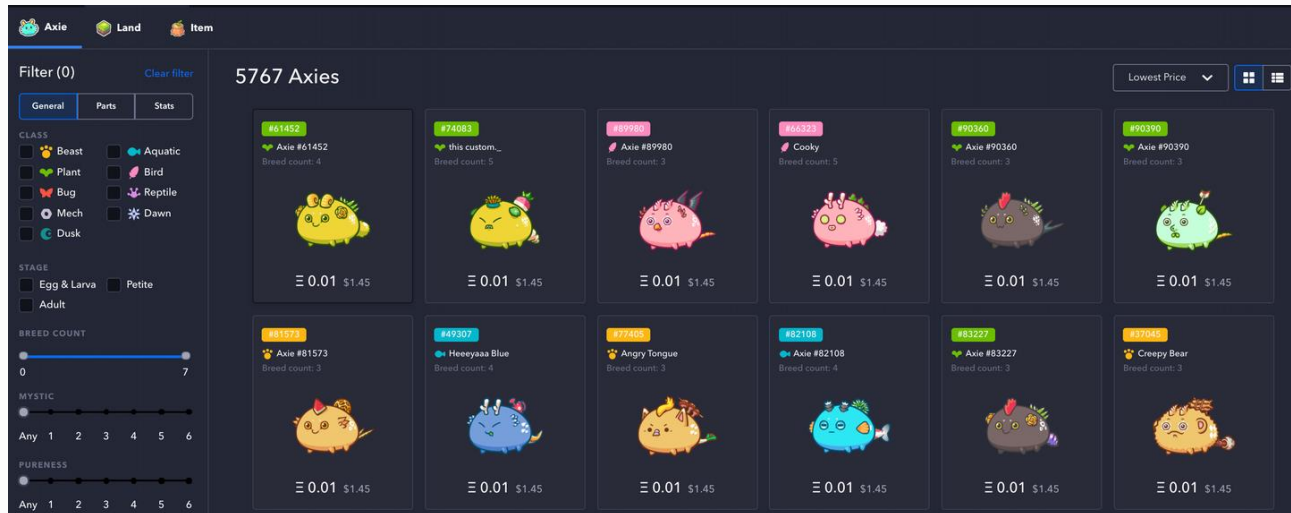 Axie Land Item
Filter (0) Clear filter
General Parts Stats
CLASS
Beast Aquatic
Plant Bird
Bug Reptile
Mech Dawn
Dusk
STAGE
Egg & Larva Petite
Adult
BREED COUNT
0 7
MYSTIC
Any 1 2 3 4 5 6
PURENESS
Any 1 2 3 4 5 6
5767 Axies Lowest Price
#61452 #74083 #89980 #66323 #90360 #90390
Axie #61452 this custom._ Axie #89980 Cooky Axie #90360 Axie #90390
Breed count: 4 Breed count: 5 Breed count: 3 Breed count: 5 Breed count: 3 Breed count: 3
Ξ 0.01 $1.45 Ξ 0.01 $1.45 Ξ 0.01 $1.45 Ξ 0.01 $1.45 Ξ 0.01 $1.45 Ξ 0.01 $1.45
#81573 #49307 #77405 #82108 #83227 #37045
Axie #81573 Heeeyaaa Blue Angry Tongue Axie #82108 Axie #83227 Creepy Bear
Breed count: 3 Breed count: 4 Breed count: 3 Breed count: 4 Breed count: 3 Breed count: 3
Ξ 0.01 $1.45 Ξ 0.01 $1.45 Ξ 0.01 $1.45 Ξ 0.01 $1.45 Ξ 0.01 $1.45 Ξ 0.01 $1.45